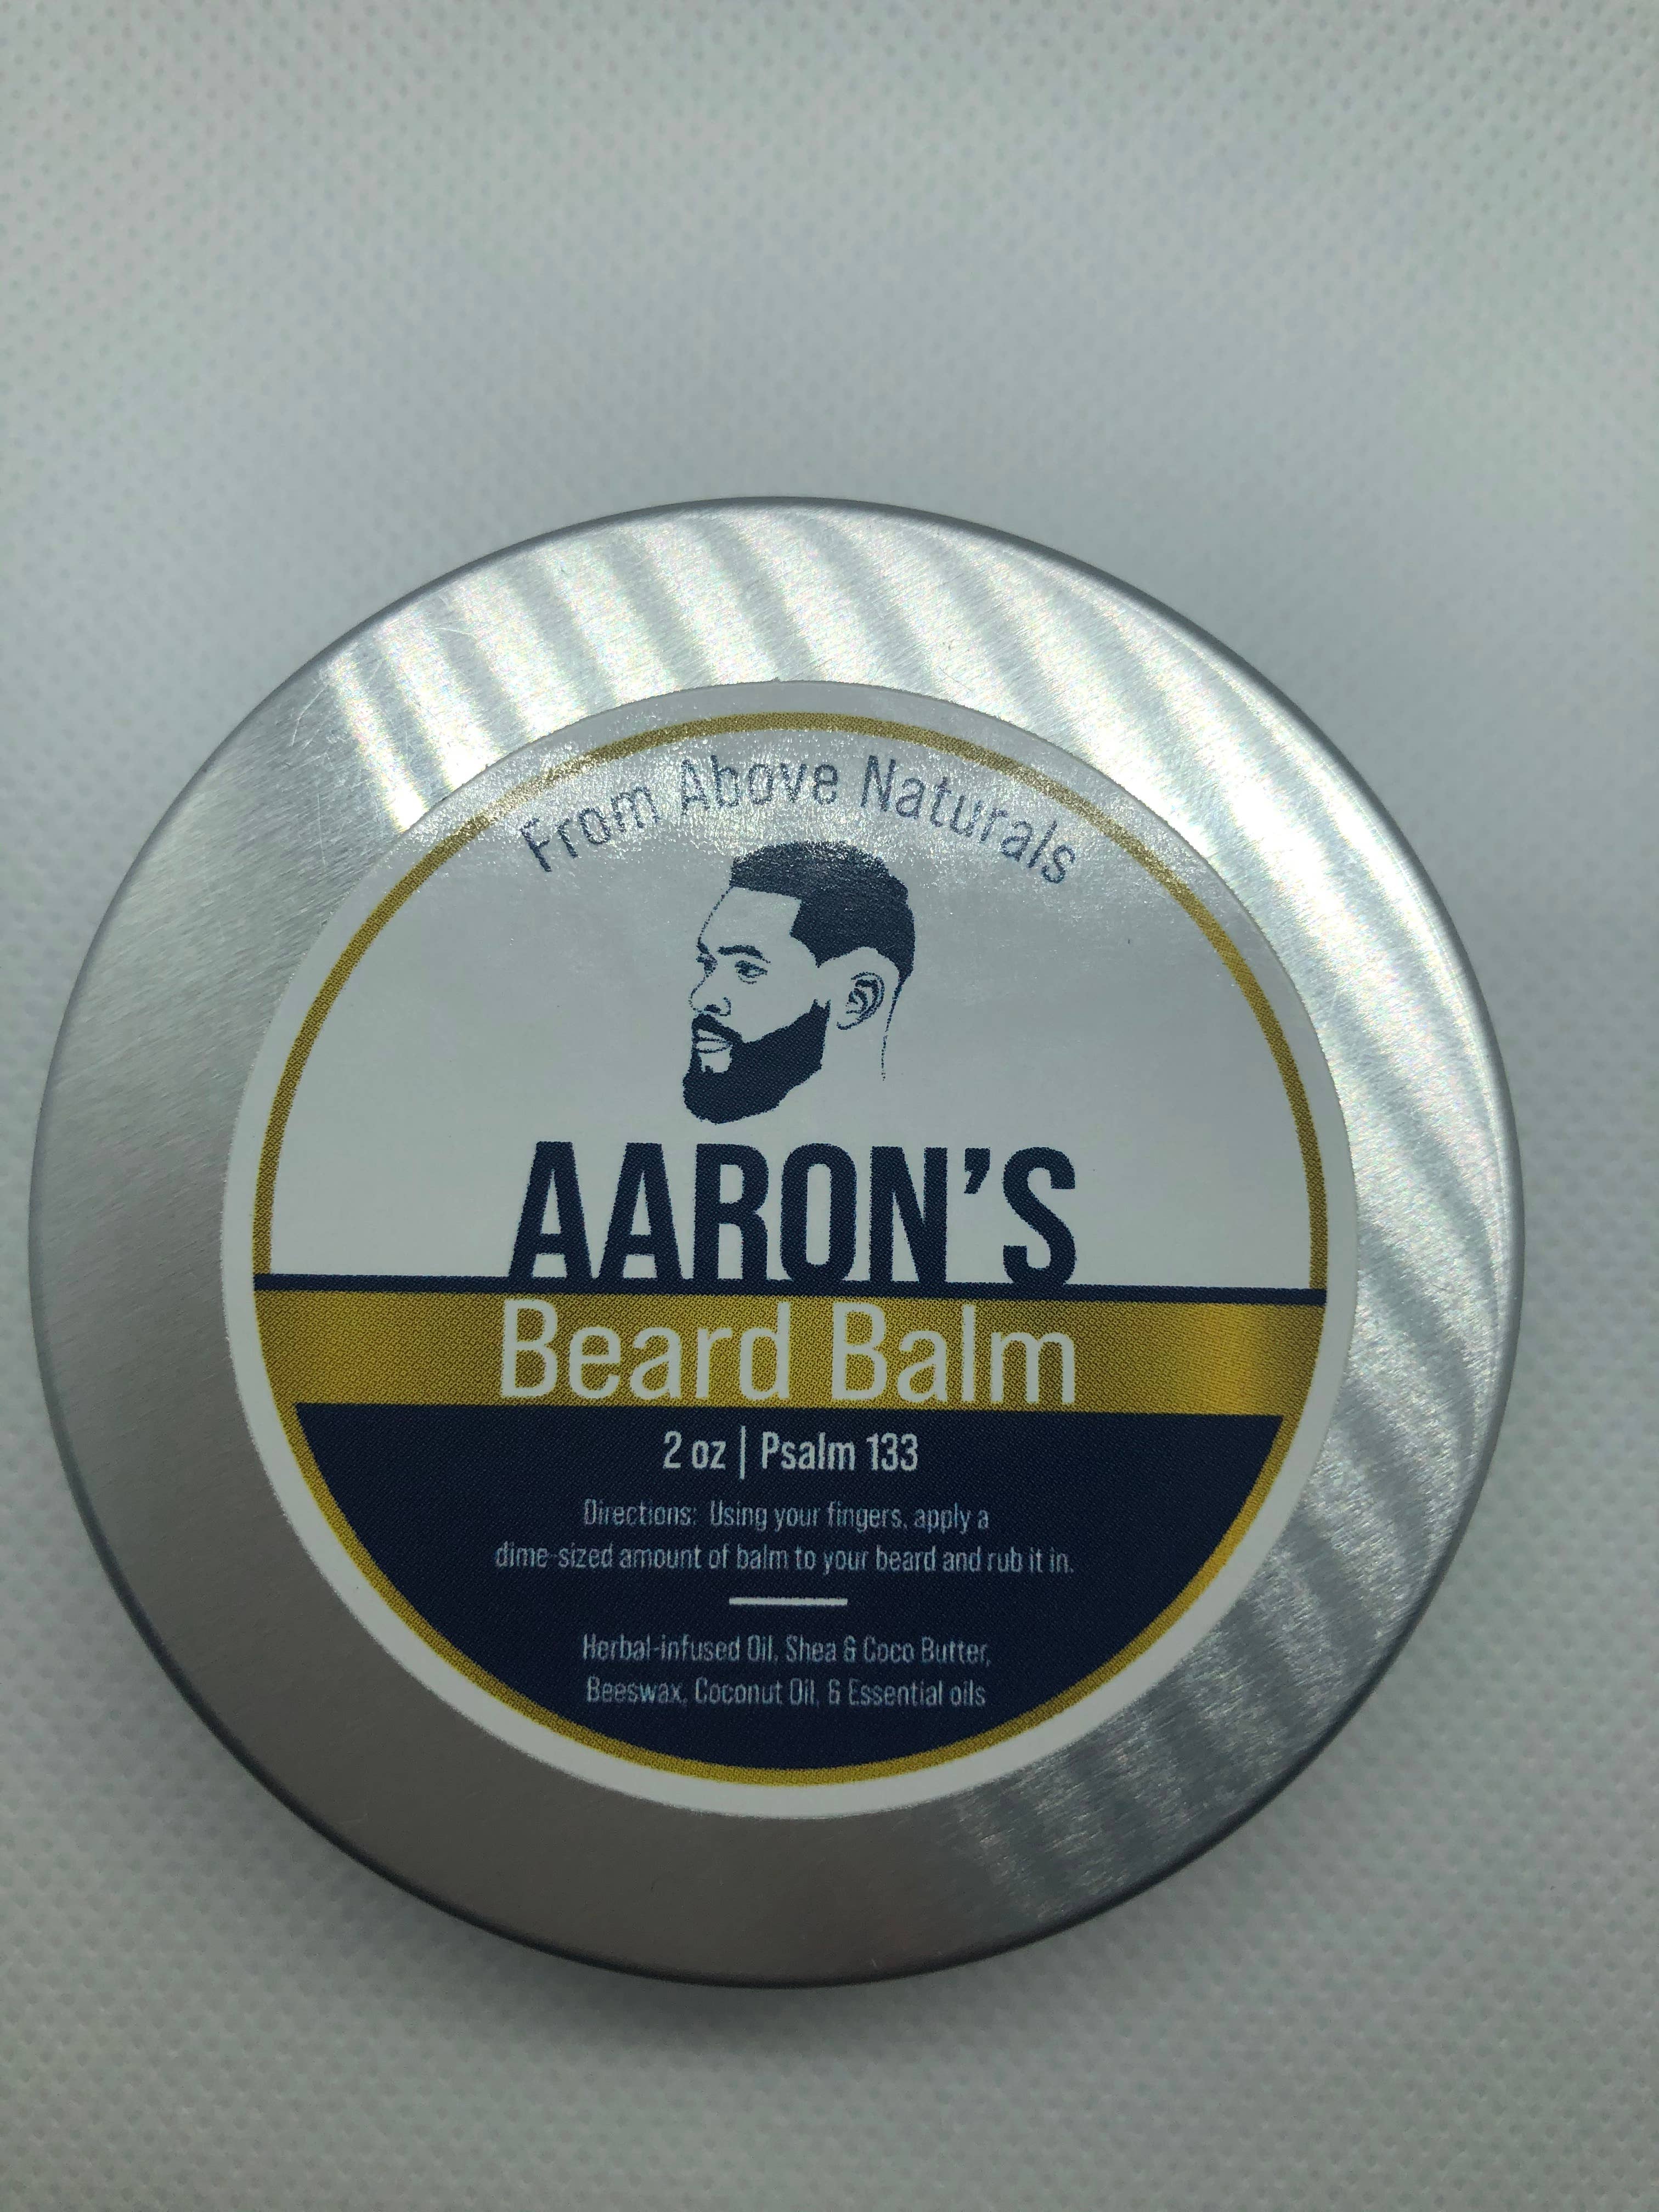 From Above Naturals
AARON'S
Beard Balm
2 oz | Psalm 133
Directions: Using your fingers, apply a
dime-sized amount of balm to your beard and rub it in.
Herbal-infused Oil, Shea & Coco Butter,
Beeswax, Coconut Oil, & Essential oils